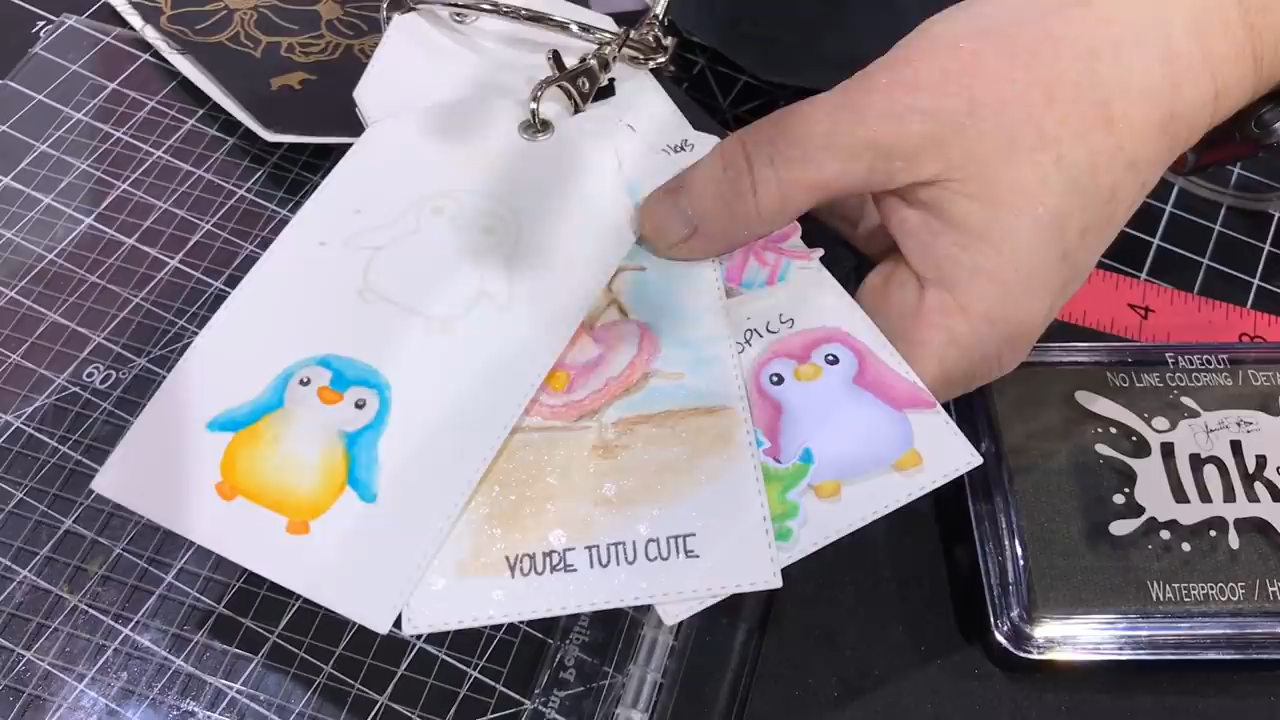 60°
OPICS
4
YOU'RE TUTU CUTE
FADEOUT
NO LINE COLORING / DETA
Ink
WATERPROOF / H